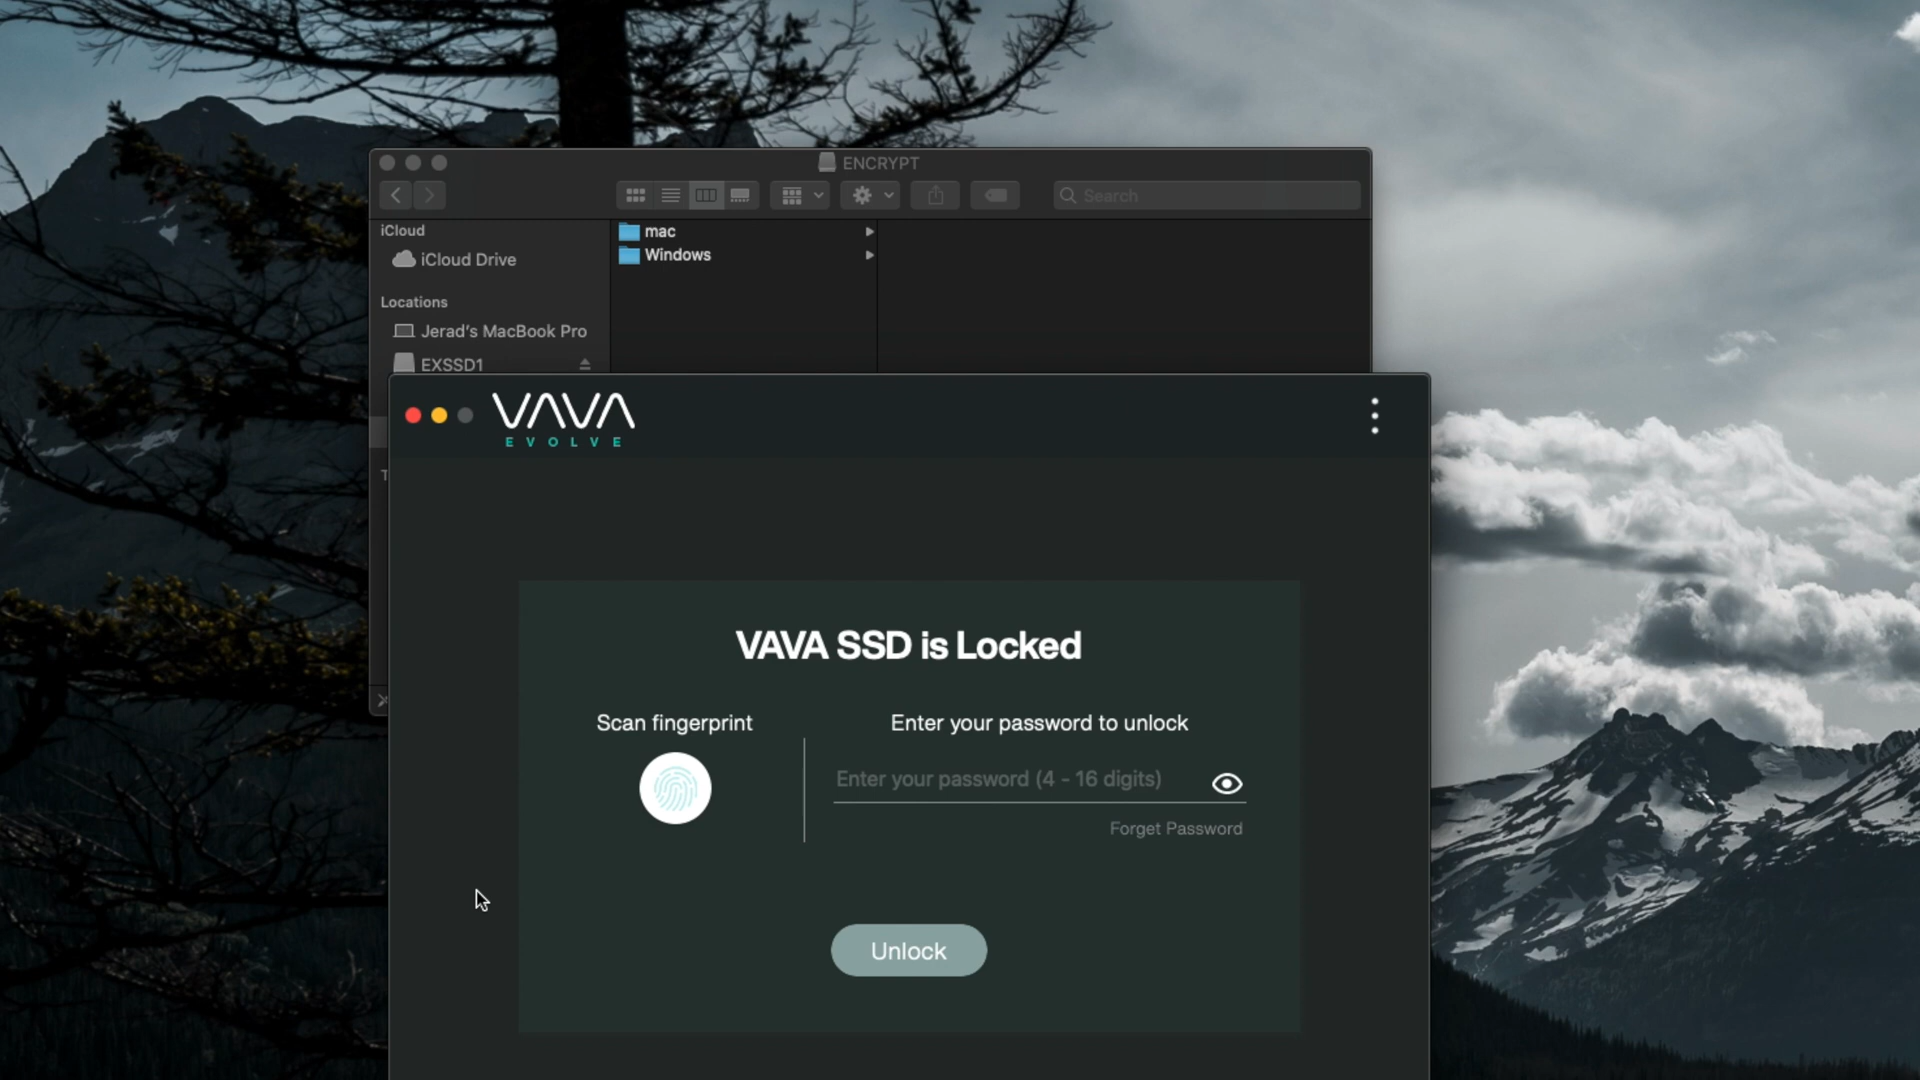 ENCRYPT
Search
iCloud
iCloud Drive
Locations
Jerad's MacBook Pro
EXSSD1
mac
Windows
VAVA
EVOLVE
VAVA SSD is Locked
Scan fingerprint
Enter your password to unlock
Enter your password (4 - 16 digits)
Forget Password
Unlock